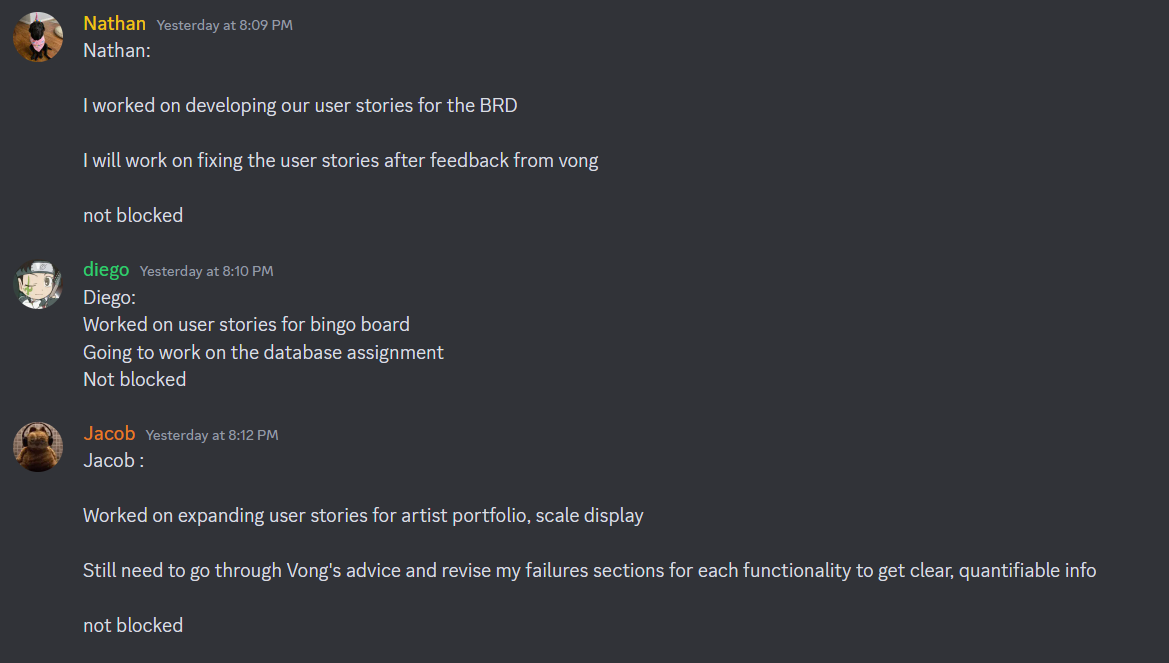 Nathan Yesterday at 8:09 PM
Nathan:
I worked on developing our user stories for the BRD
I will work on fixing the user stories after feedback from vong
not blocked
diego Yesterday at 8:10 PM
Diego:
Worked on user stories for bingo board
Going to work on the database assignment
Not blocked
Jacob Yesterday at 8:12 PM
Jacob :
Worked on expanding user stories for artist portfolio, scale display
Still need to go through Vong's advice and revise my failures sections for each functionality to get clear, quantifiable info
not blocked